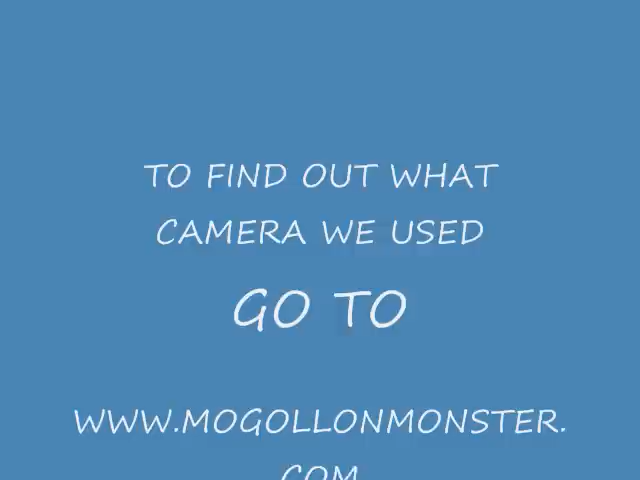 TO FIND OUT WHAT
CAMERA WE USED
GO TO
WWW.MOGOLLONMONSTER.
COM